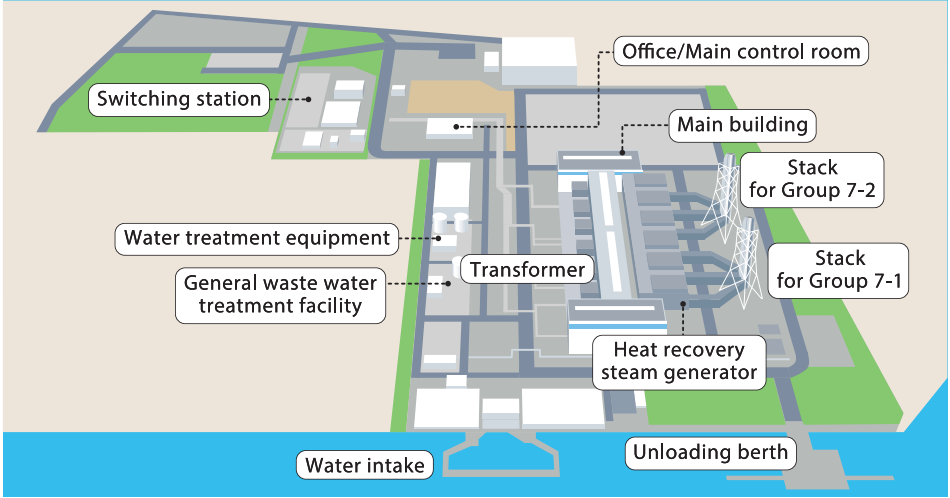 Office/Main control room
Switching station
Main building
Stack
for Group 7-2
Water treatment equipment
Transformer
Stack
for Group 7-1
General waste water
treatment facility
Heat recovery
steam generator
Unloading berth
Water intake